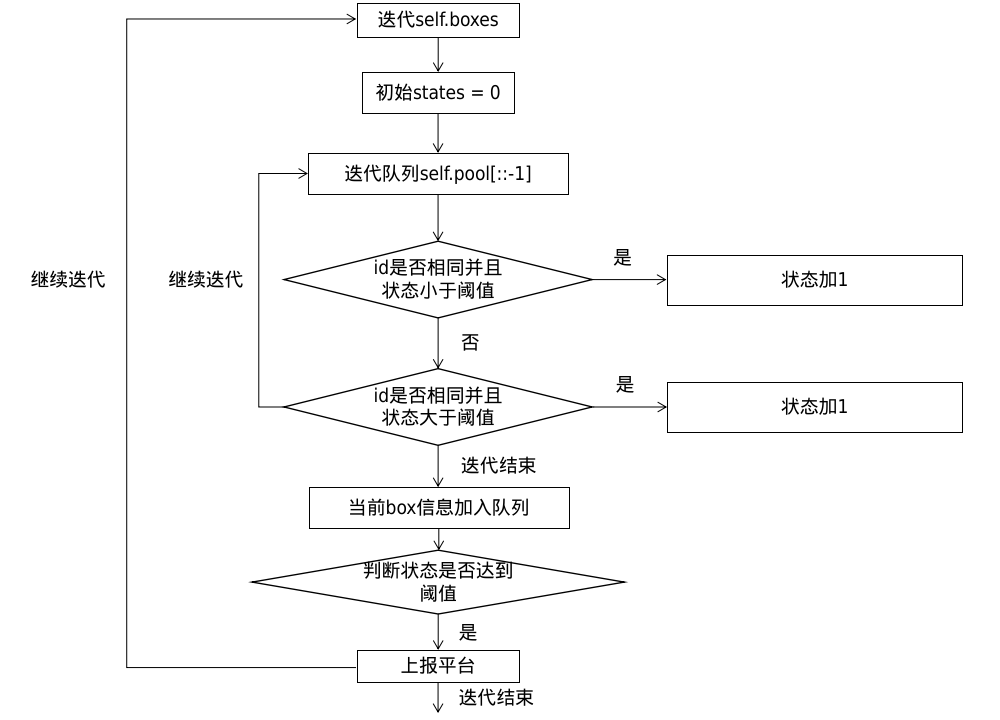 迭代self.boxes
初始states = 0
迭代队列self.pool[::-1]
继续迭代
继续迭代
id是否相同并且
状态小于阈值
是
状态加1
否
id是否相同并且
状态大于阈值
是
状态加1
迭代结束
当前box信息加入队列
判断状态是否达到
阈值
是
上报平台
迭代结束